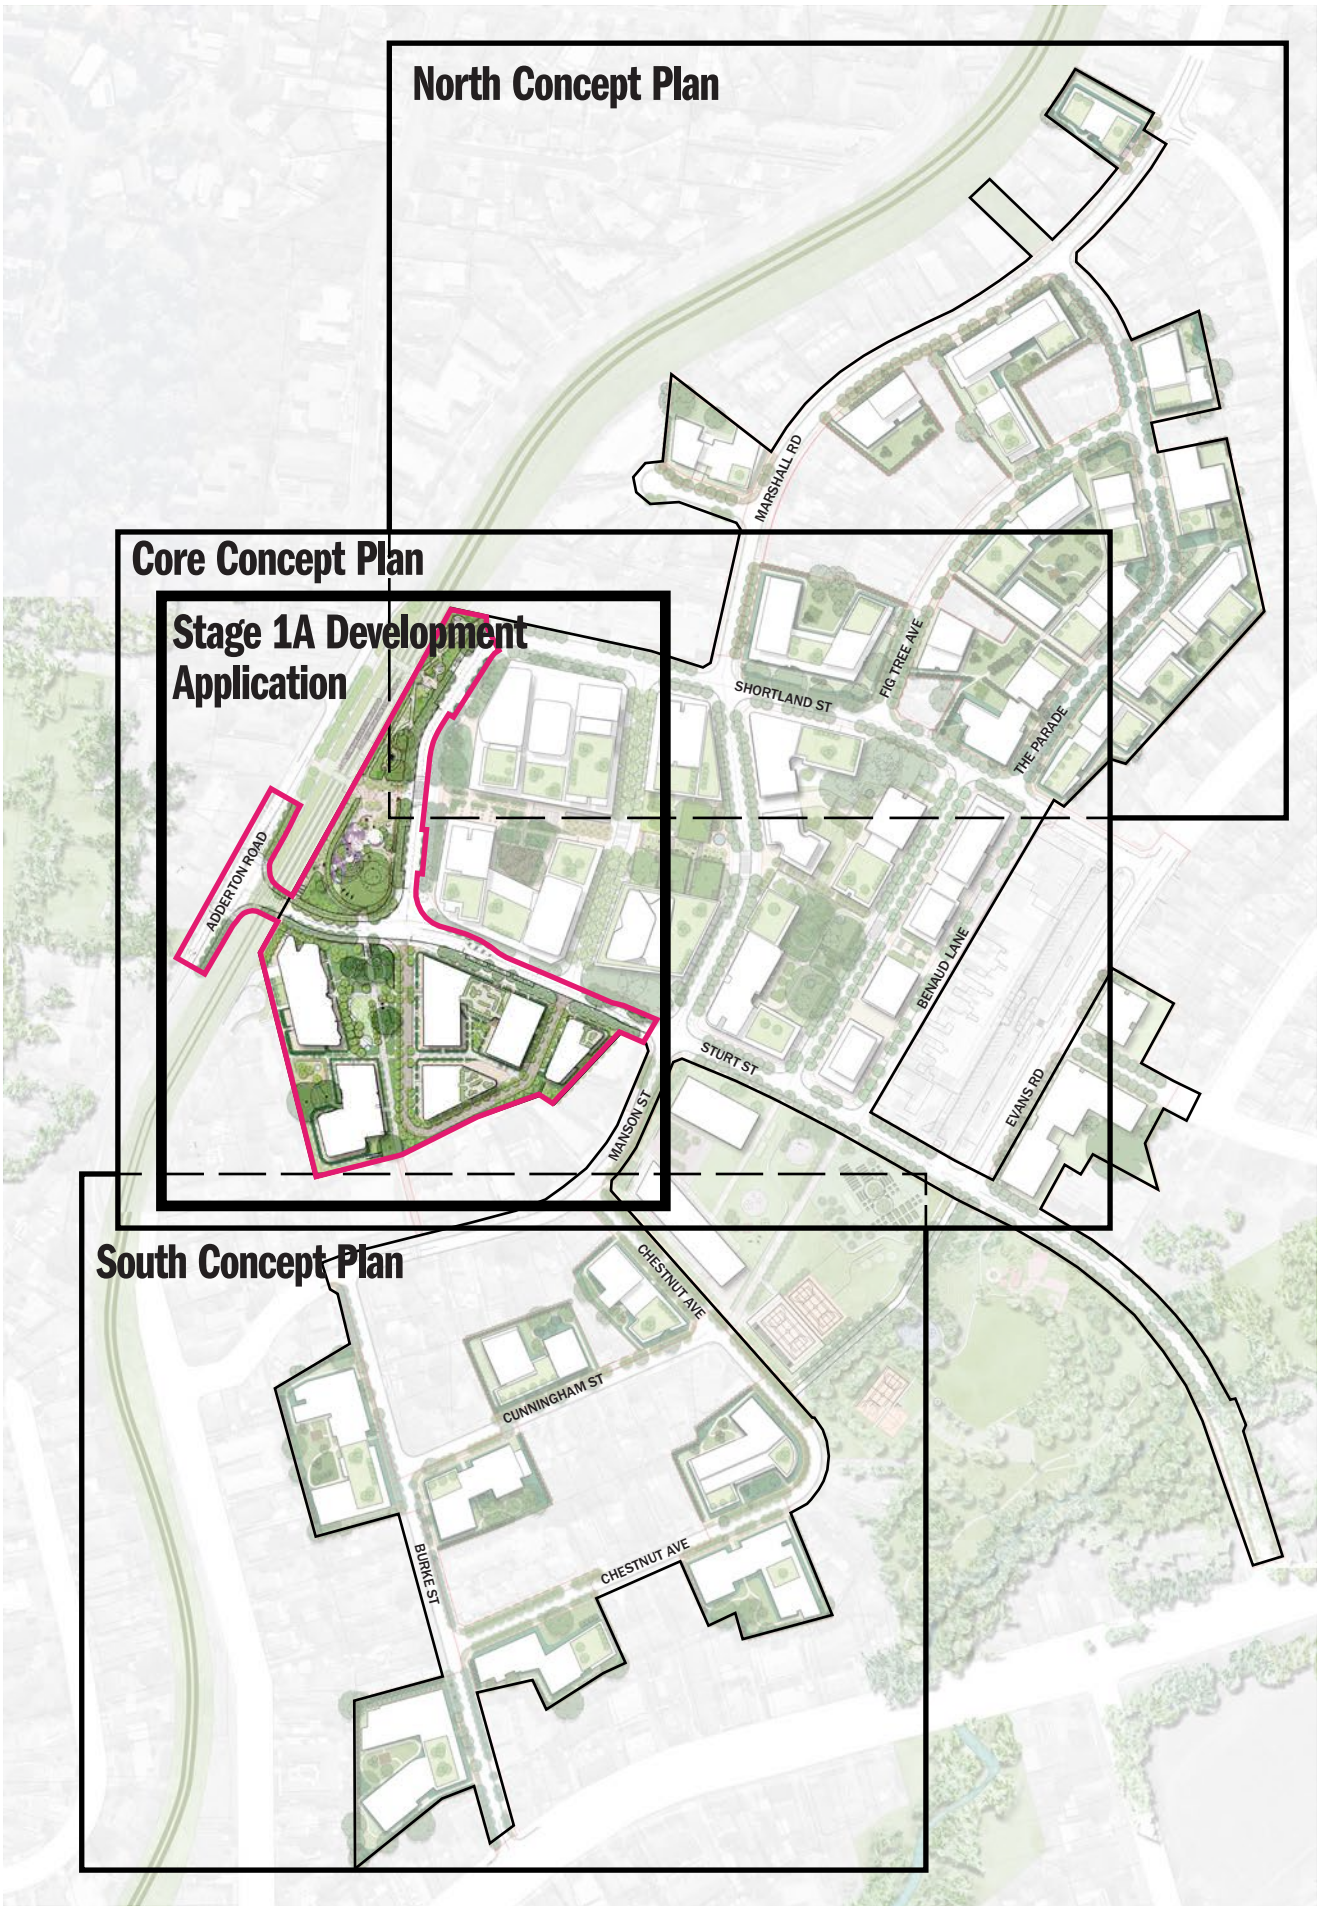 North Concept Plan
MARSHALL RD
Core Concept Plan
Stage 1A Development
Application
FIG TREE AVE
SHORTLAND ST
THE PARADE
ADDERTON ROAD
BENAUD LANE
STURT ST
EVANS RD
MANSON ST
South Concept Plan
CHESTNUT AVE
CUNNINGHAM ST
CHESTNUT AVE
BURKE ST